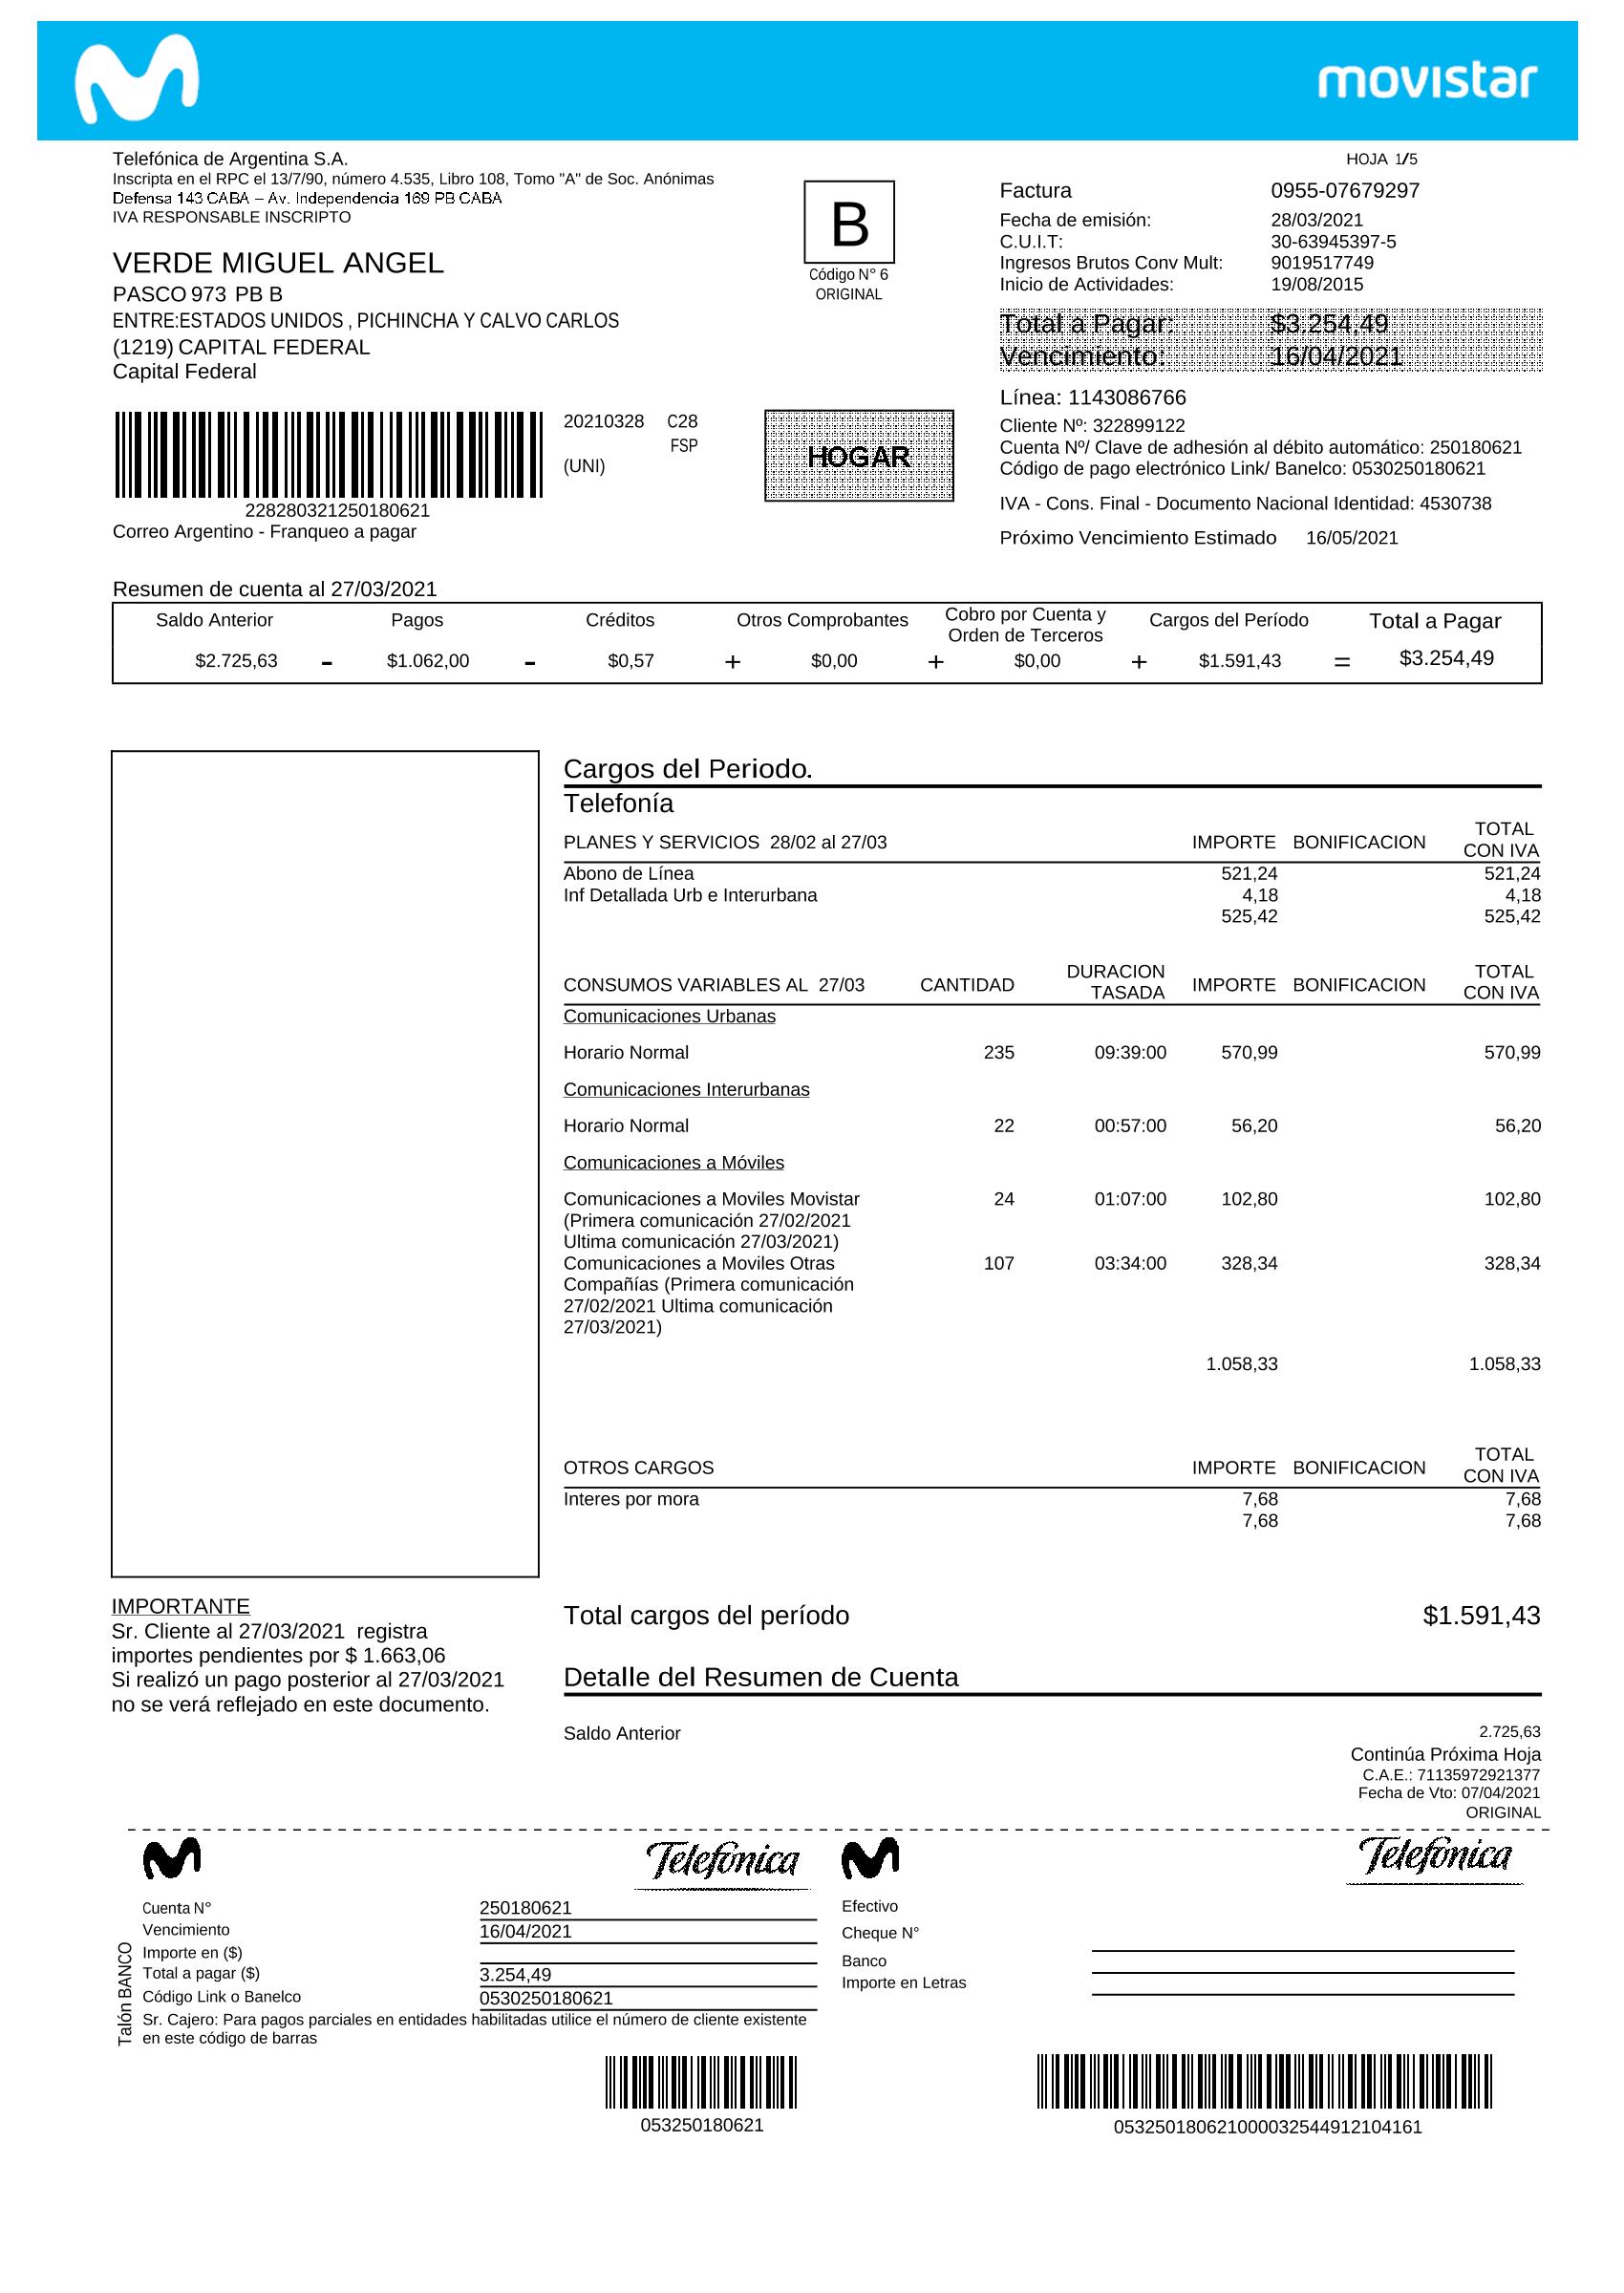 movistar
Telefónica de Argentina S.A.
Inscripta en el RPC el 13/7/90, número 4.535, Libro 108, Tomo "A" de Soc. Anónimas
Defensa 143 CABA – Av. Independencia 169 PB CABA
IVA RESPONSABLE INSCRIPTO
VERDE MIGUEL ANGEL
PASCO 973 PB B
ENTRE:ESTADOS UNIDOS , PICHINCHA Y CALVO CARLOS
(1219) CAPITAL FEDERAL
Capital Federal
228280321250180621
Correo Argentino - Franqueo a pagar
20210328 C28
FSP
(UNI)
B
Código N° 6
ORIGINAL
HOGAR
HOJA 1/5
Factura 0955-07679297
Fecha de emisión: 28/03/2021
C.U.I.T: 30-63945397-5
Ingresos Brutos Conv Mult: 9019517749
Inicio de Actividades: 19/08/2015
Total a Pagar: $3.254,49
Vencimiento: 16/04/2021
Línea: 1143086766
Cliente Nº: 322899122
Cuenta Nº/ Clave de adhesión al débito automático: 250180621
Código de pago electrónico Link/ Banelco: 0530250180621
IVA - Cons. Final - Documento Nacional Identidad: 4530738
Próximo Vencimiento Estimado 16/05/2021
Resumen de cuenta al 27/03/2021
Saldo Anterior Pagos Créditos Otros Comprobantes Cobro por Cuenta y Orden de Terceros Cargos del Período Total a Pagar
$2.725,63 - $1.062,00 - $0,57 + $0,00 + $0,00 + $1.591,43 = $3.254,49
Cargos del Periodo.
Telefonía
PLANES Y SERVICIOS 28/02 al 27/03 IMPORTE BONIFICACION TOTAL CON IVA
Abono de Línea 521,24 521,24
Inf Detallada Urb e Interurbana 4,18 4,18
525,42 525,42
CONSUMOS VARIABLES AL 27/03 CANTIDAD DURACION TASADA IMPORTE BONIFICACION TOTAL CON IVA
Comunicaciones Urbanas
Horario Normal 235 09:39:00 570,99 570,99
Comunicaciones Interurbanas
Horario Normal 22 00:57:00 56,20 56,20
Comunicaciones a Móviles
Comunicaciones a Moviles Movistar 24 01:07:00 102,80 102,80
(Primera comunicación 27/02/2021
Ultima comunicación 27/03/2021)
Comunicaciones a Moviles Otras 107 03:34:00 328,34 328,34
Compañías (Primera comunicación
27/02/2021 Ultima comunicación
27/03/2021)
1.058,33 1.058,33
OTROS CARGOS IMPORTE BONIFICACION TOTAL CON IVA
Interes por mora 7,68 7,68
7,68 7,68
IMPORTANTE
Sr. Cliente al 27/03/2021 registra
importes pendientes por $ 1.663,06
Si realizó un pago posterior al 27/03/2021
no se verá reflejado en este documento.
Total cargos del período $1.591,43
Detalle del Resumen de Cuenta
Saldo Anterior 2.725,63
Continúa Próxima Hoja
C.A.E.: 71135972921377
Fecha de Vto: 07/04/2021
ORIGINAL
Telefónica
Talón BANCO
Cuenta N° 250180621
Vencimiento 16/04/2021
Importe en ($)
Total a pagar ($) 3.254,49
Código Link o Banelco 0530250180621
Sr. Cajero: Para pagos parciales en entidades habilitadas utilice el número de cliente existente
en este código de barras
053250180621
Telefónica
Efectivo
Cheque N°
Banco
Importe en Letras
05325018062100003254491210​4161